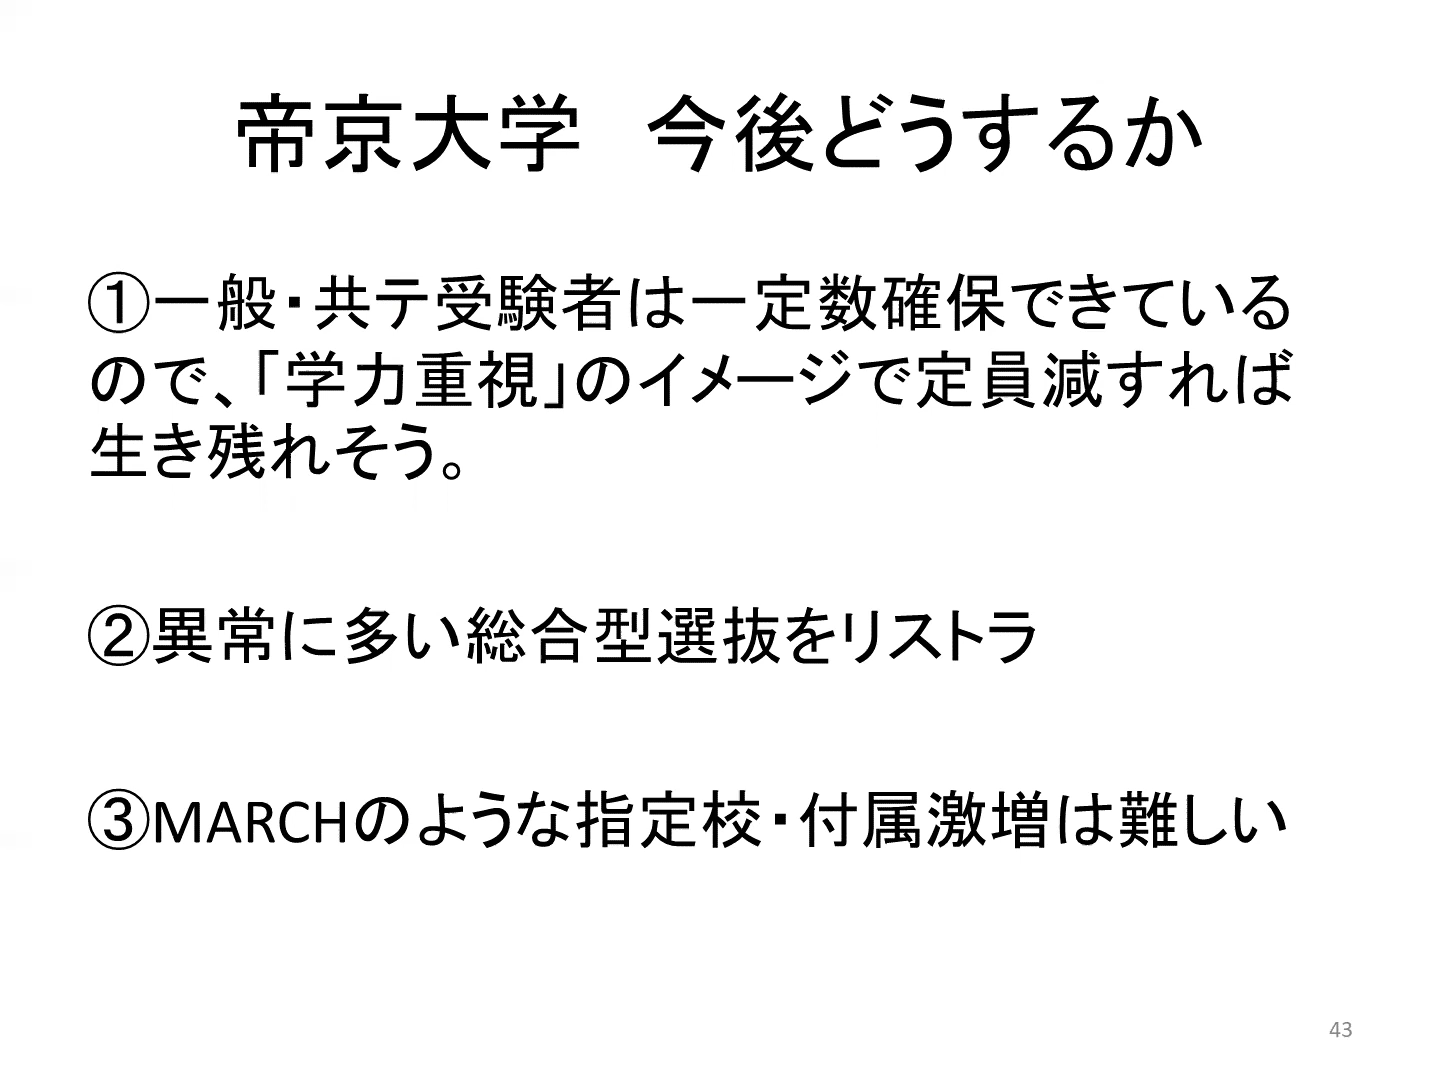 帝京大学　今後どうするか
①一般・共テ受験者は一定数確保できている
ので、「学力重視」のイメージで定員減すれば
生き残れそう。
②異常に多い総合型選抜をリストラ
③MARCHのような指定校・付属激増は難しい
43